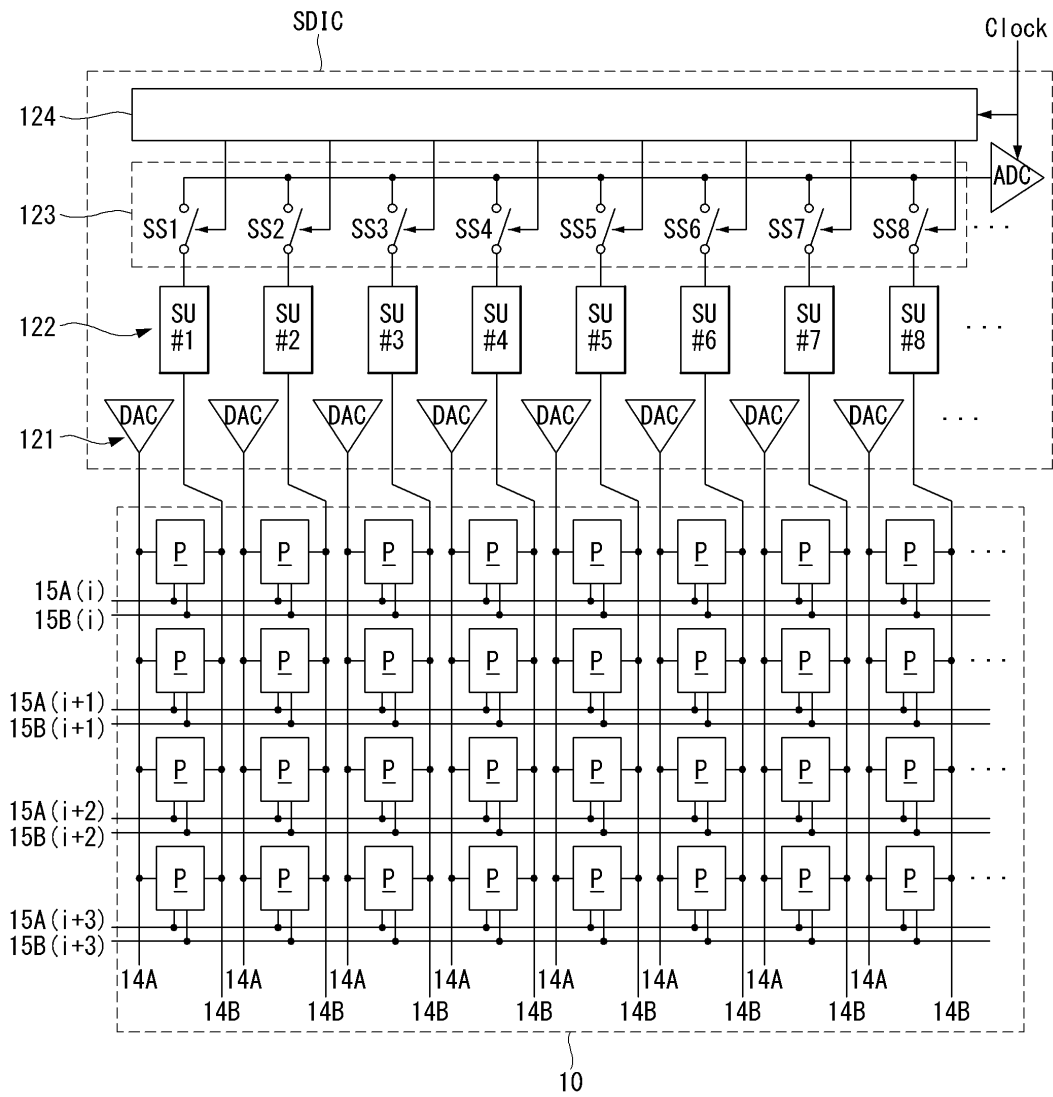 SDIC
Clock
124
ADC
123
SS1 SS2 SS3 SS4 SS5 SS6 SS7 SS8 ...
122
SU #1 SU #2 SU #3 SU #4 SU #5 SU #6 SU #7 SU #8 ...
121
DAC DAC DAC DAC DAC DAC DAC DAC ...
P P P P P P P P ...
15A(i)
15B(i)
P P P P P P P P ...
15A(i+1)
15B(i+1)
P P P P P P P P ...
15A(i+2)
15B(i+2)
P P P P P P P P ...
15A(i+3)
15B(i+3)
14A 14A 14A 14A 14A 14A 14A 14A
14B 14B 14B 14B 14B 14B 14B 14B
10